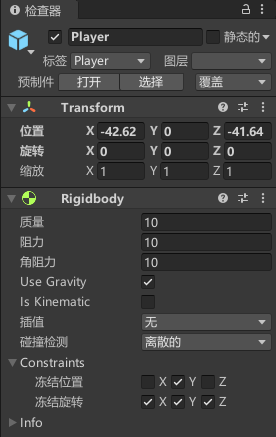 检查器
Player 静态的
标签 Player 图层
预制件 打开 选择 覆盖
Transform
位置 X -42.62 Y 0 Z -41.64
旋转 X 0 Y 0 Z 0
缩放 X 1 Y 1 Z 1
Rigidbody
质量 10
阻力 10
角阻力 10
Use Gravity
Is Kinematic
插值 无
碰撞检测 离散的
Constraints
冻结位置 X Y Z
冻结旋转 X Y Z
Info